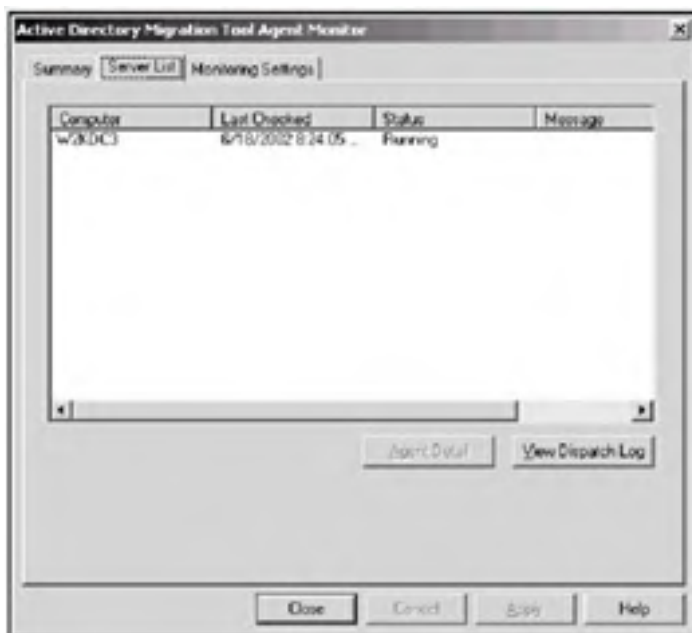 Active Directory Migration Tool Agent Monitor
Summary Server List Monitoring Settings
Computer Last Checked Status Message
W2KDC3 6/18/2002 8:24:05 ... Running
Agent Detail View Dispatch Log
Close Cancel Apply Help